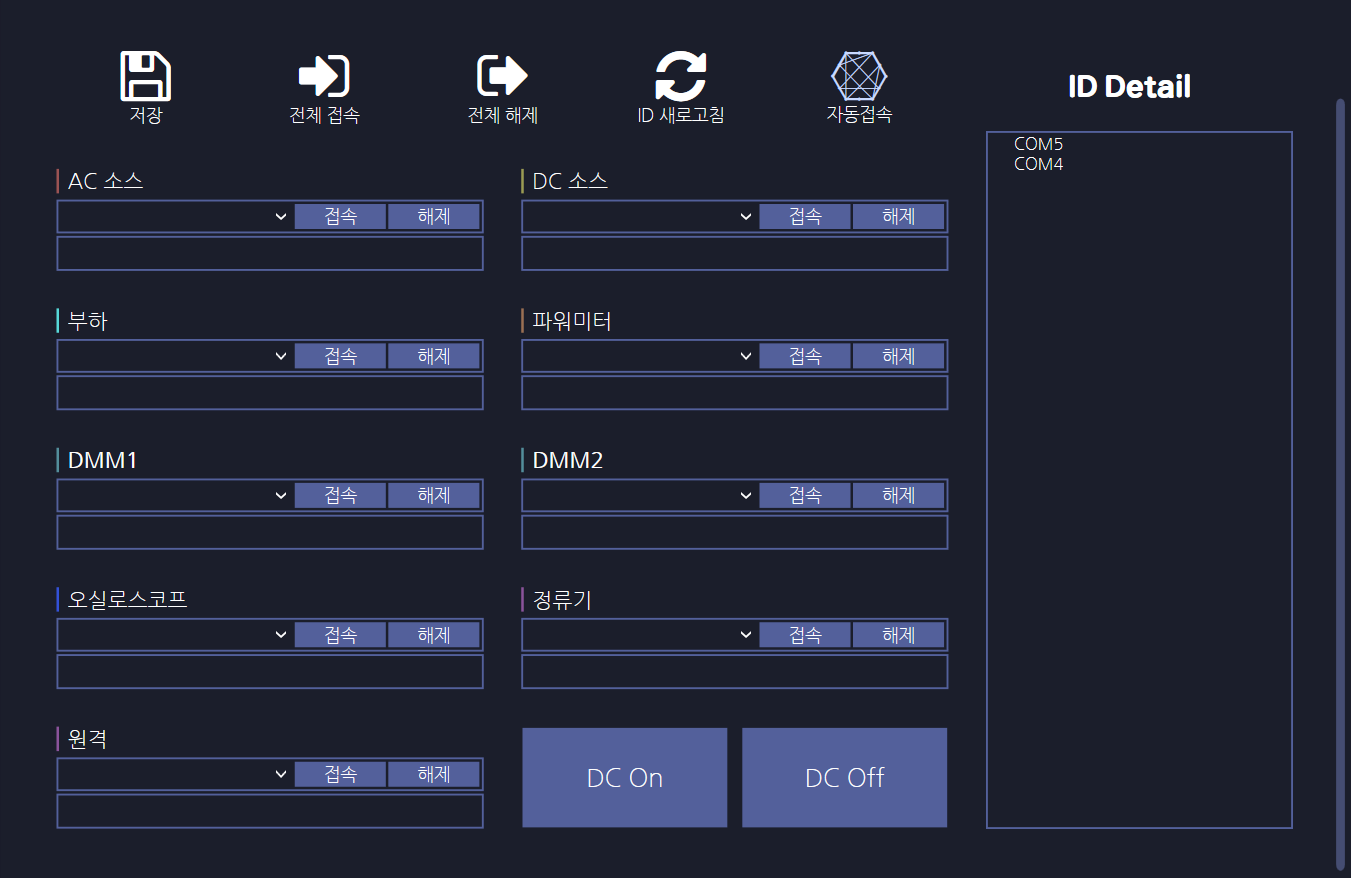 저장
전체 접속
전체 해제
ID 새로고침
자동접속
ID Detail
COM5
COM4
AC 소스
접속 해제
DC 소스
접속 해제
부하
접속 해제
파워미터
접속 해제
DMM1
접속 해제
DMM2
접속 해제
오실로스코프
접속 해제
정류기
접속 해제
원격
접속 해제
DC On
DC Off